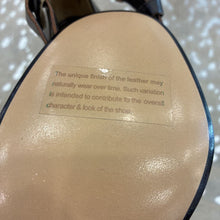 The unique finish of the leather may
naturally wear over time. Such variation
is intended to contribute to the overall
character & look of the shoe.